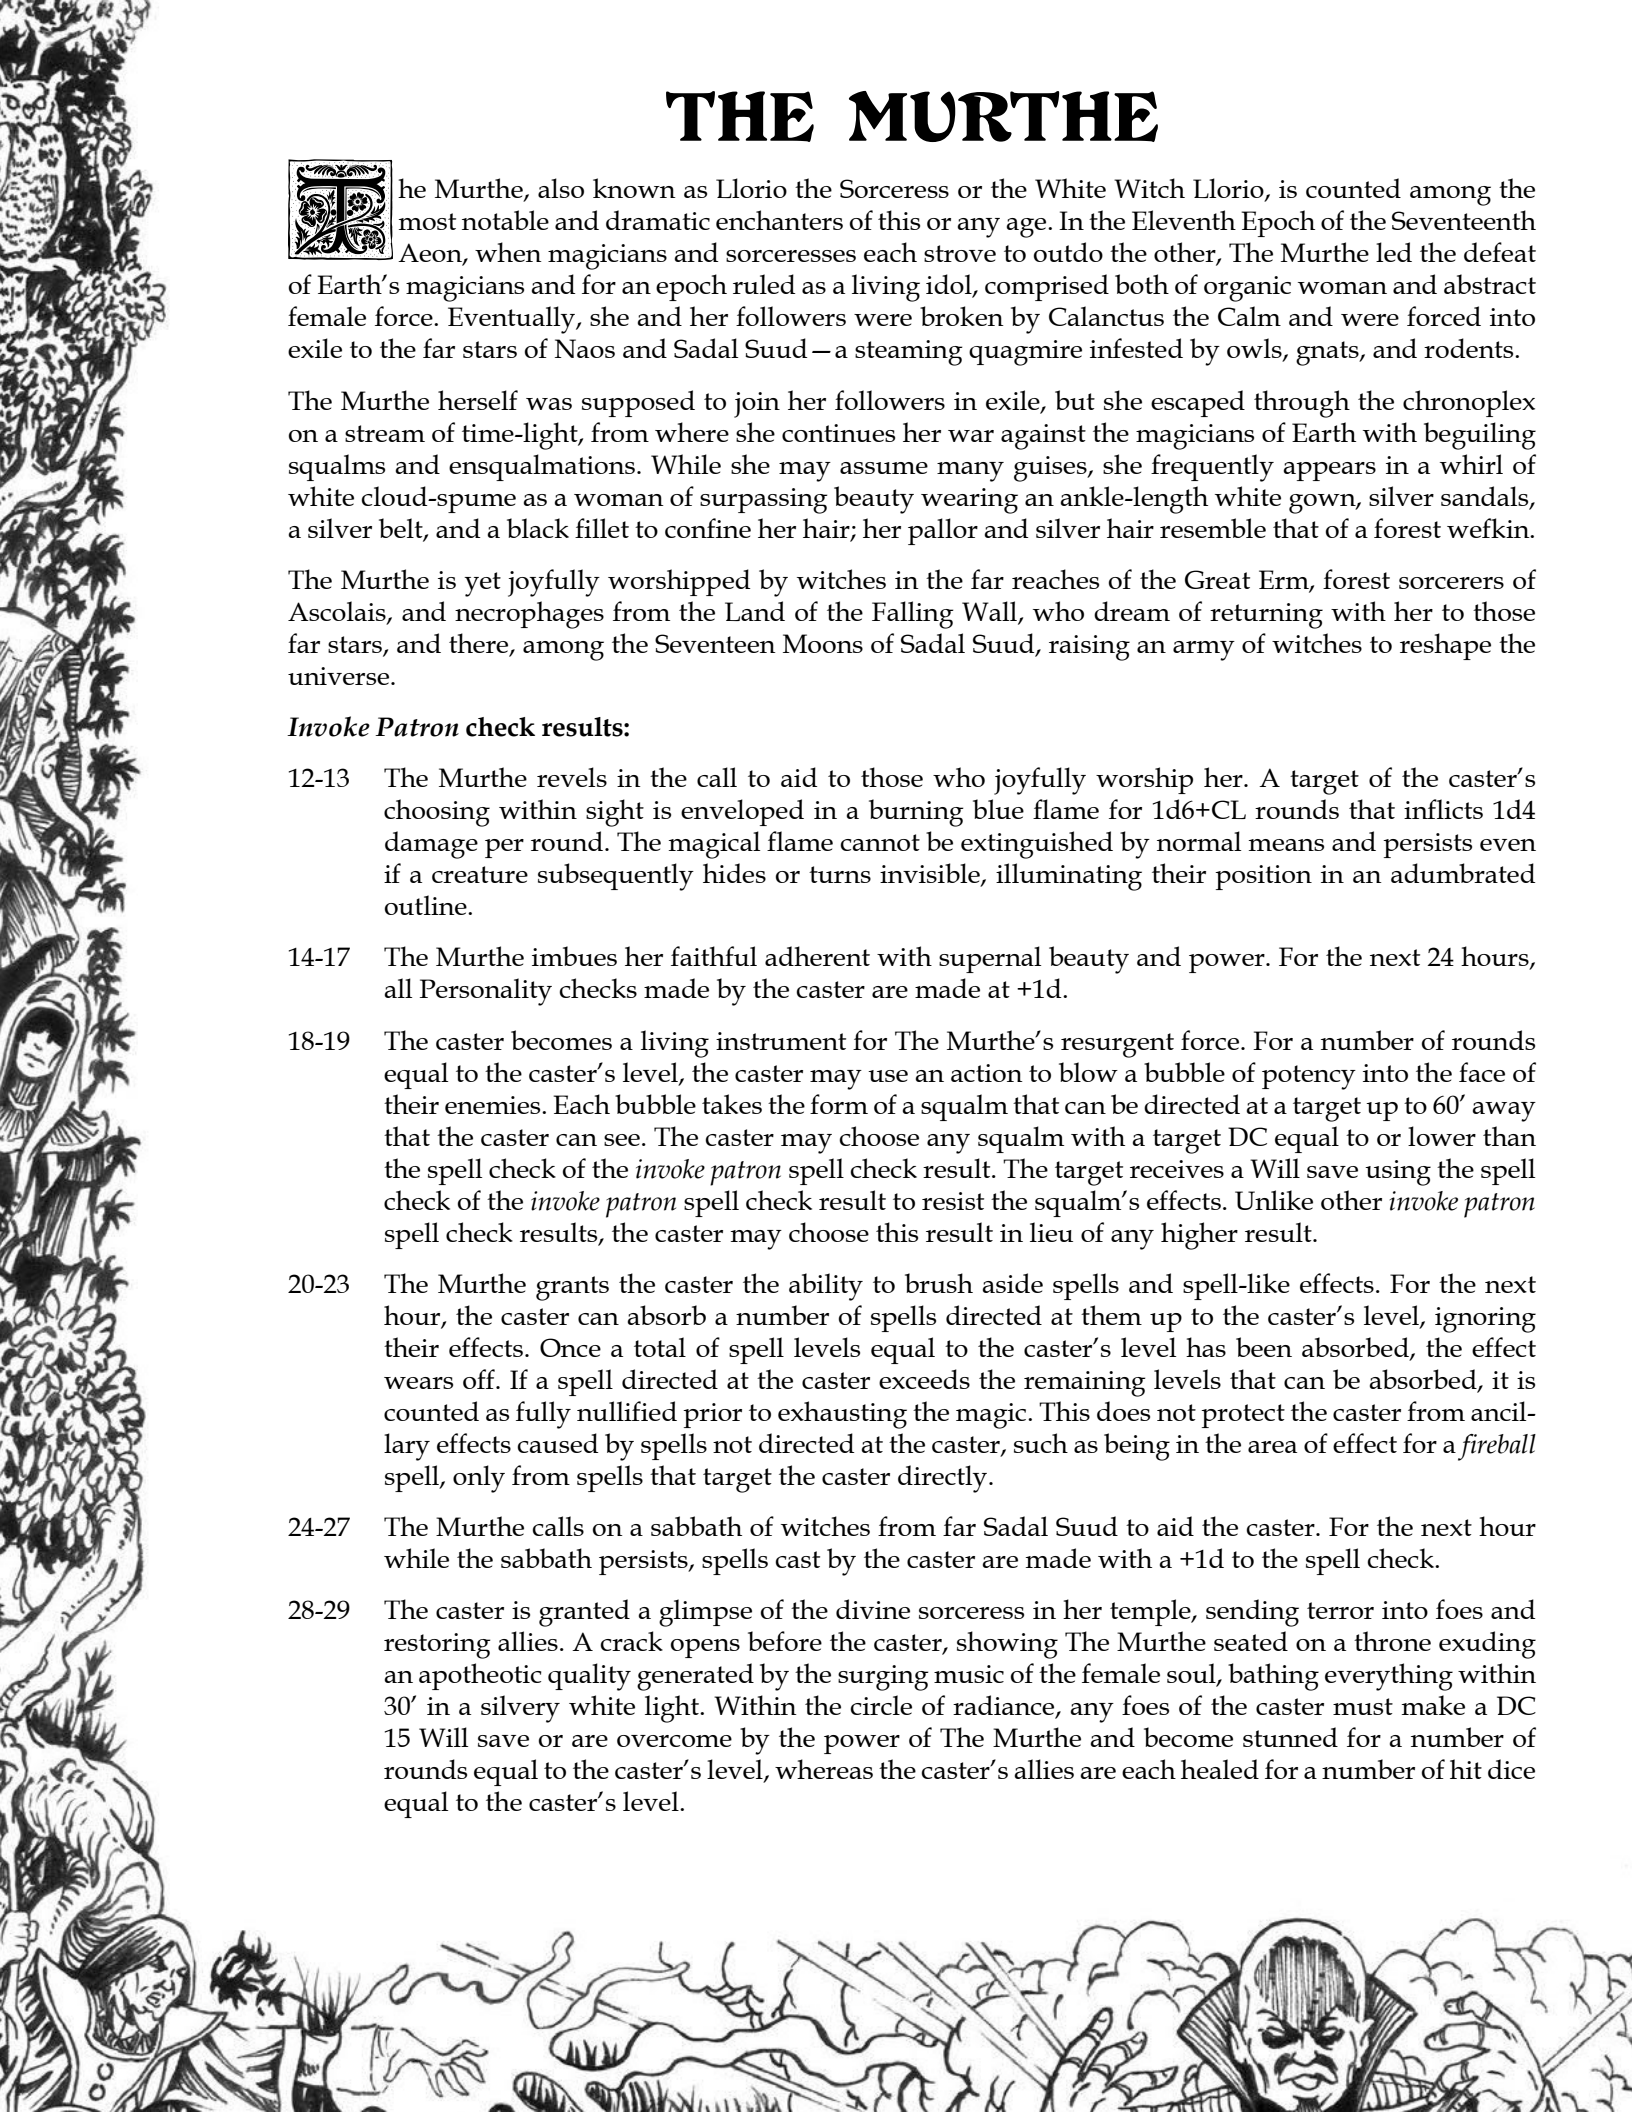 THE MURTHE
The Murthe, also known as Llorio the Sorceress or the White Witch Llorio, is counted among the
most notable and dramatic enchanters of this or any age. In the Eleventh Epoch of the Seventeenth
Aeon, when magicians and sorceresses each strove to outdo the other, The Murthe led the defeat
of Earth’s magicians and for an epoch ruled as a living idol, comprised both of organic woman and abstract
female force. Eventually, she and her followers were broken by Calanctus the Calm and were forced into
exile to the far stars of Naos and Sadal Suud—a steaming quagmire infested by owls, gnats, and rodents.
The Murthe herself was supposed to join her followers in exile, but she escaped through the chronoplex
on a stream of time-light, from where she continues her war against the magicians of Earth with beguiling
squalms and ensqualmations. While she may assume many guises, she frequently appears in a whirl of
white cloud-spume as a woman of surpassing beauty wearing an ankle-length white gown, silver sandals,
a silver belt, and a black fillet to confine her hair; her pallor and silver hair resemble that of a forest wefkin.
The Murthe is yet joyfully worshipped by witches in the far reaches of the Great Erm, forest sorcerers of
Ascolais, and necrophages from the Land of the Falling Wall, who dream of returning with her to those
far stars, and there, among the Seventeen Moons of Sadal Suud, raising an army of witches to reshape the
universe.
Invoke Patron check results:
12-13 The Murthe revels in the call to aid to those who joyfully worship her. A target of the caster’s
choosing within sight is enveloped in a burning blue flame for 1d6+CL rounds that inflicts 1d4
damage per round. The magical flame cannot be extinguished by normal means and persists even
if a creature subsequently hides or turns invisible, illuminating their position in an adumbrated
outline.
14-17 The Murthe imbues her faithful adherent with supernal beauty and power. For the next 24 hours,
all Personality checks made by the caster are made at +1d.
18-19 The caster becomes a living instrument for The Murthe’s resurgent force. For a number of rounds
equal to the caster’s level, the caster may use an action to blow a bubble of potency into the face of
their enemies. Each bubble takes the form of a squalm that can be directed at a target up to 60’ away
that the caster can see. The caster may choose any squalm with a target DC equal to or lower than
the spell check of the invoke patron spell check result. The target receives a Will save using the spell
check of the invoke patron spell check result to resist the squalm’s effects. Unlike other invoke patron
spell check results, the caster may choose this result in lieu of any higher result.
20-23 The Murthe grants the caster the ability to brush aside spells and spell-like effects. For the next
hour, the caster can absorb a number of spells directed at them up to the caster’s level, ignoring
their effects. Once a total of spell levels equal to the caster’s level has been absorbed, the effect
wears off. If a spell directed at the caster exceeds the remaining levels that can be absorbed, it is
counted as fully nullified prior to exhausting the magic. This does not protect the caster from ancil-
lary effects caused by spells not directed at the caster, such as being in the area of effect for a fireball
spell, only from spells that target the caster directly.
24-27 The Murthe calls on a sabbath of witches from far Sadal Suud to aid the caster. For the next hour
while the sabbath persists, spells cast by the caster are made with a +1d to the spell check.
28-29 The caster is granted a glimpse of the divine sorceress in her temple, sending terror into foes and
restoring allies. A crack opens before the caster, showing The Murthe seated on a throne exuding
an apotheotic quality generated by the surging music of the female soul, bathing everything within
30’ in a silvery white light. Within the circle of radiance, any foes of the caster must make a DC
15 Will save or are overcome by the power of The Murthe and become stunned for a number of
rounds equal to the caster’s level, whereas the caster’s allies are each healed for a number of hit dice
equal to the caster’s level.